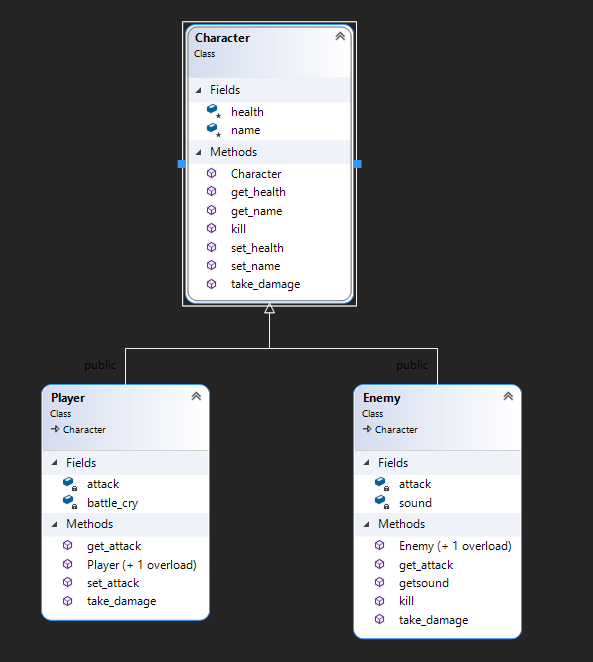 Character
Class
Fields
health
name
Methods
Character
get_health
get_name
kill
set_health
set_name
take_damage
public
public
Player
Class
Character
Fields
attack
battle_cry
Methods
get_attack
Player (+ 1 overload)
set_attack
take_damage
Enemy
Class
Character
Fields
attack
sound
Methods
Enemy (+ 1 overload)
get_attack
getsound
kill
take_damage